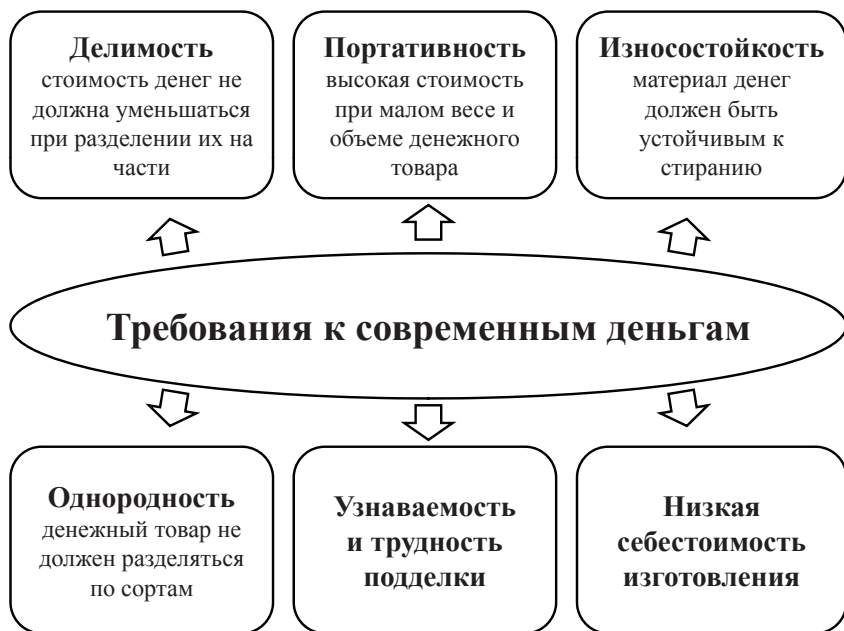 Делимость
стоимость денег не
должна уменьшаться
при разделении их на
части
Портативность
высокая стоимость
при малом весе и
объеме денежного
товара
Износостойкость
материал денег
должен быть
устойчивым к
стиранию
Требования к современным деньгам
Однородность
денежный товар не
должен разделяться
по сортам
Узнаваемость
и трудность
подделки
Низкая
себестоимость
изготовления